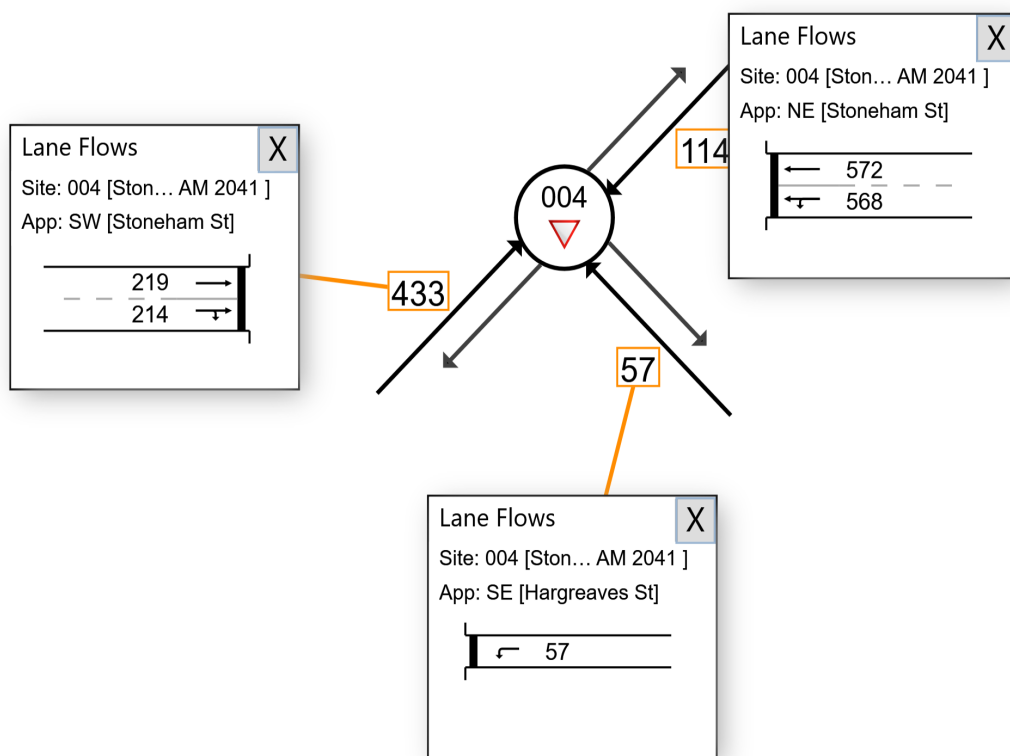 Lane Flows
X
Site: 004 [Ston... AM 2041 ]
App: NE [Stoneham St]
572
568
114
004
Lane Flows
X
Site: 004 [Ston... AM 2041 ]
App: SW [Stoneham St]
219
214
433
57
Lane Flows
X
Site: 004 [Ston... AM 2041 ]
App: SE [Hargreaves St]
57